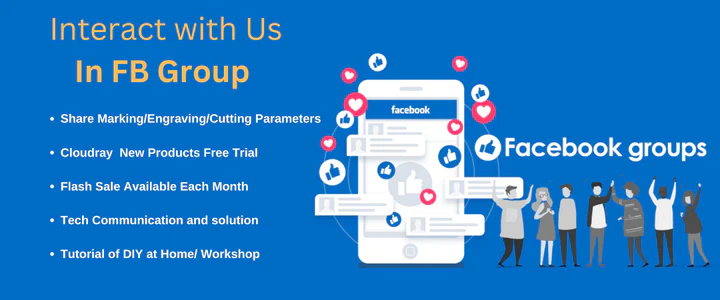 Interact with Us
In FB Group
• Share Marking/Engraving/Cutting Parameters
• Cloudray  New Products Free Trial
• Flash Sale Available Each Month
• Tech Communication and solution
• Tutorial of DIY at Home/ Workshop
facebook
Facebook groups